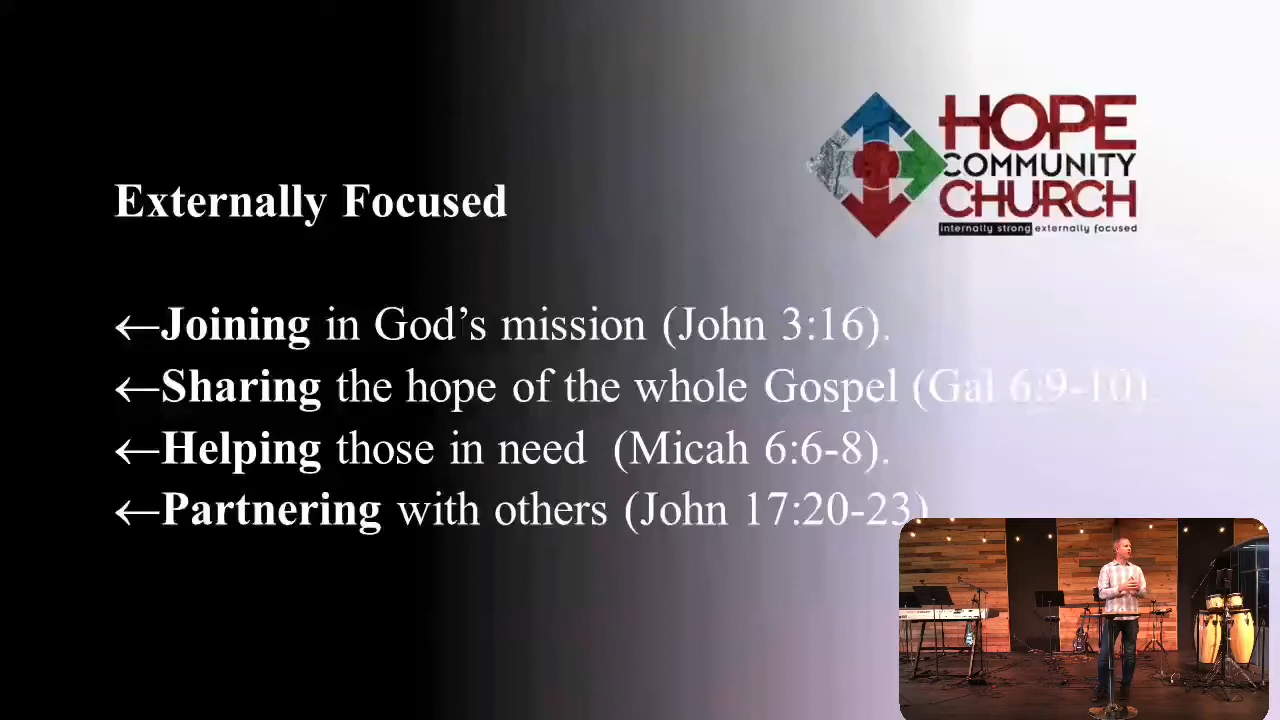 HOPE
COMMUNITY
CHURCH
internally strong externally focused
Externally Focused
←Joining in God’s mission (John 3:16).
←Sharing the hope of the whole Gospel (Gal 6:9-10)
←Helping those in need (Micah 6:6-8).
←Partnering with others (John 17:20-23)